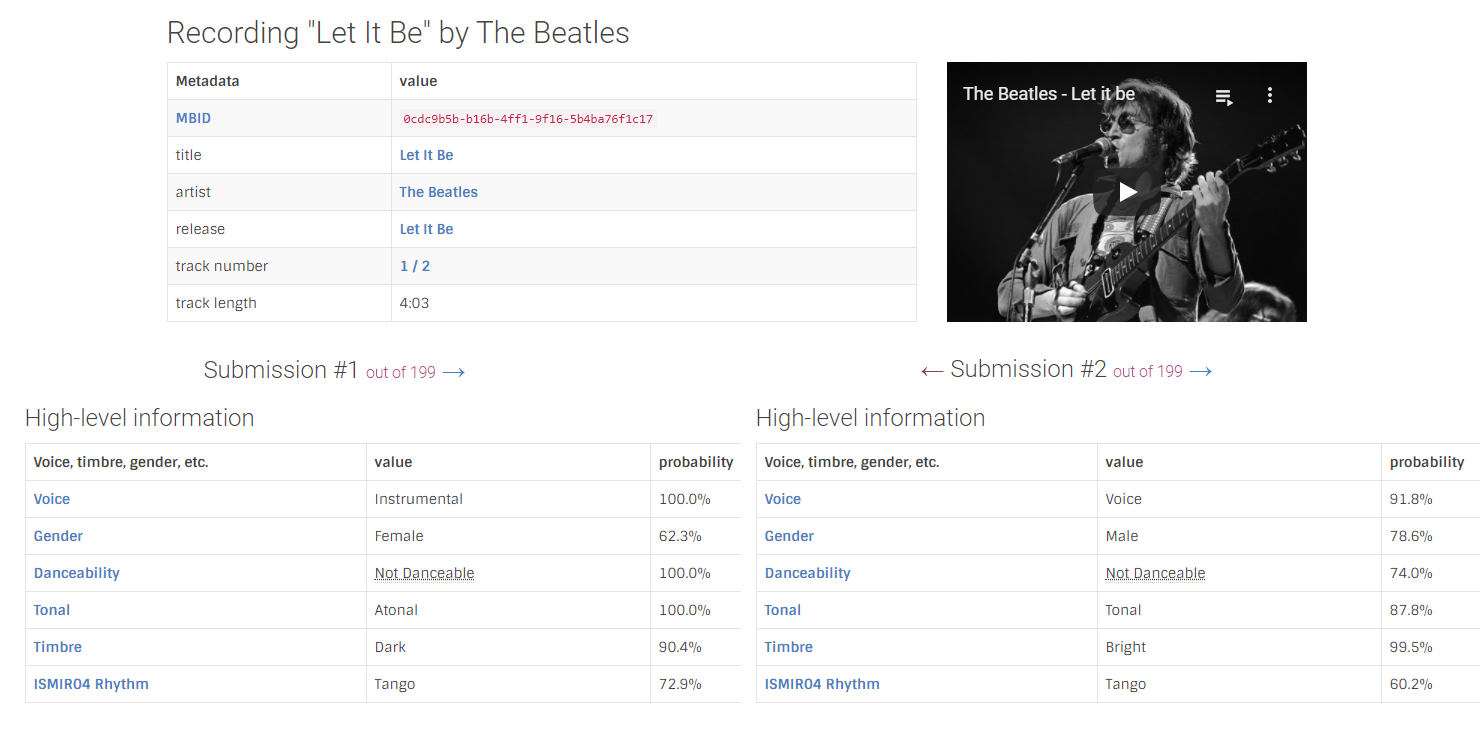 Recording "Let It Be" by The Beatles
Metadata value
MBID 0cdc9b5b-b16b-4ff1-9f16-5b4ba76f1c17
title Let It Be
artist The Beatles
release Let It Be
track number 1 / 2
track length 4:03
The Beatles - Let it be
Submission #1 out of 199 →
High-level information
Voice, timbre, gender, etc. value probability
Voice Instrumental 100.0%
Gender Female 62.3%
Danceability Not Danceable 100.0%
Tonal Atonal 100.0%
Timbre Dark 90.4%
ISMIR04 Rhythm Tango 72.9%
← Submission #2 out of 199 →
High-level information
Voice, timbre, gender, etc. value probability
Voice Voice 91.8%
Gender Male 78.6%
Danceability Not Danceable 74.0%
Tonal Tonal 87.8%
Timbre Bright 99.5%
ISMIR04 Rhythm Tango 60.2%